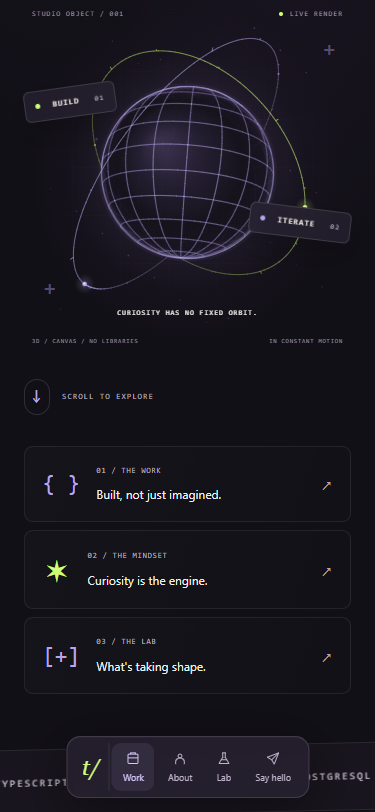 STUDIO OBJECT / 001
LIVE RENDER
BUILD 01
ITERATE 02
CURIOSITY HAS NO FIXED ORBIT.
3D / CANVAS / NO LIBRARIES
IN CONSTANT MOTION
↓ SCROLL TO EXPLORE
{ } 01 / THE WORK
Built, not just imagined. ↗
02 / THE MINDSET
Curiosity is the engine. ↗
[+] 03 / THE LAB
What's taking shape. ↗
t/
Work
About
Lab
Say hello